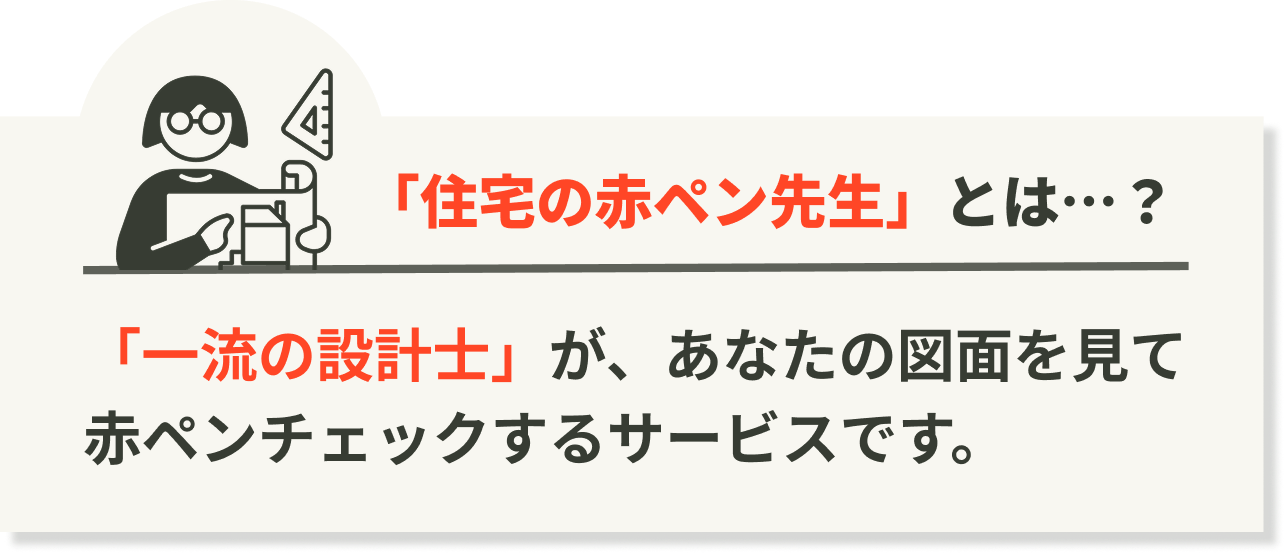 「住宅の赤ペン先生」とは…？
「一流の設計士」が、あなたの図面を見て
赤ペンチェックするサービスです。